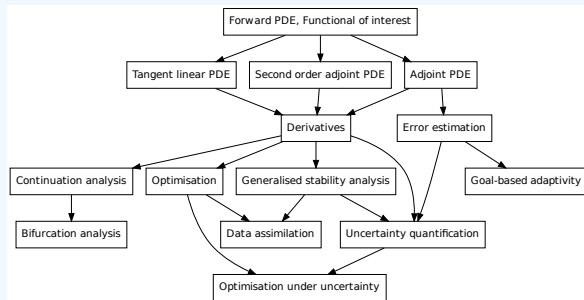 Forward PDE, Functional of interest
Tangent linear PDE
Second order adjoint PDE
Adjoint PDE
Derivatives
Error estimation
Continuation analysis
Optimisation
Generalised stability analysis
Goal-based adaptivity
Bifurcation analysis
Data assimilation
Uncertainty quantification
Optimisation under uncertainty